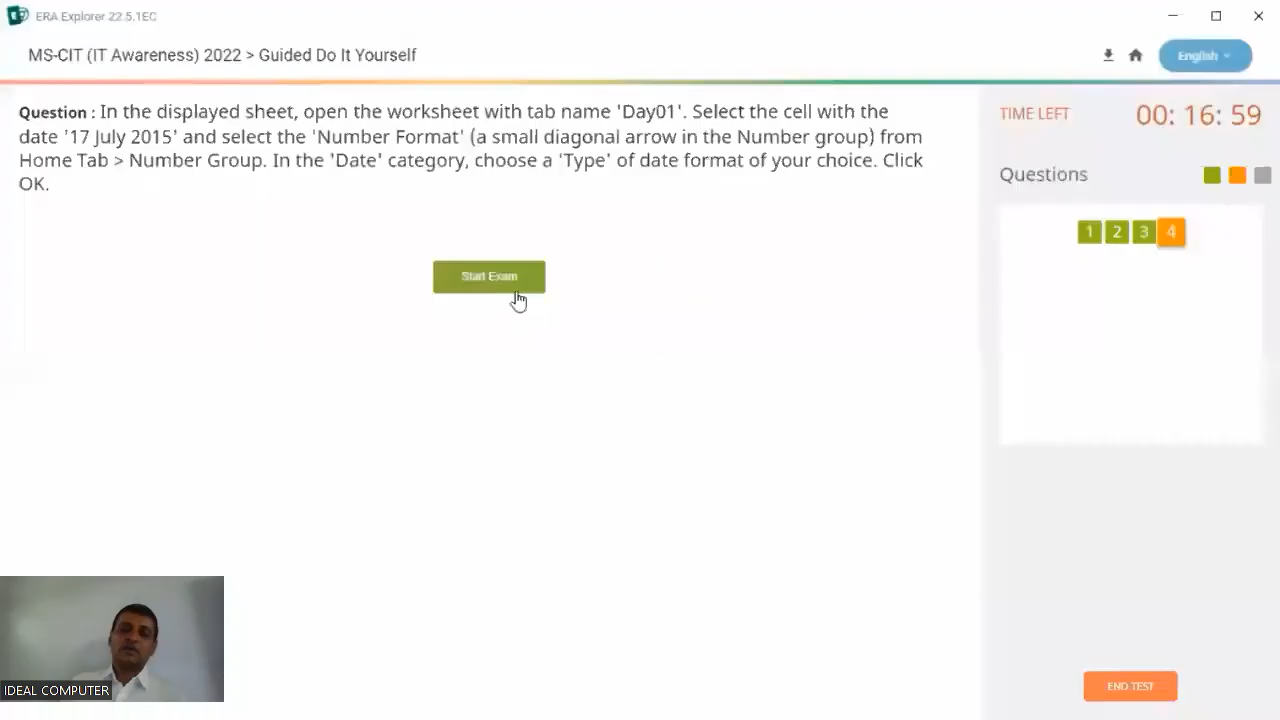 ERA Explorer 22.5.1EC
MS-CIT (IT Awareness) 2022 > Guided Do It Yourself
English
Question : In the displayed sheet, open the worksheet with tab name 'Day01'. Select the cell with the
date '17 July 2015' and select the 'Number Format' (a small diagonal arrow in the Number group) from
Home Tab > Number Group. In the 'Date' category, choose a 'Type' of date format of your choice. Click
OK.
Start Exam
TIME LEFT
00: 16: 59
Questions
1 2 3 4
END TEST
IDEAL COMPUTER